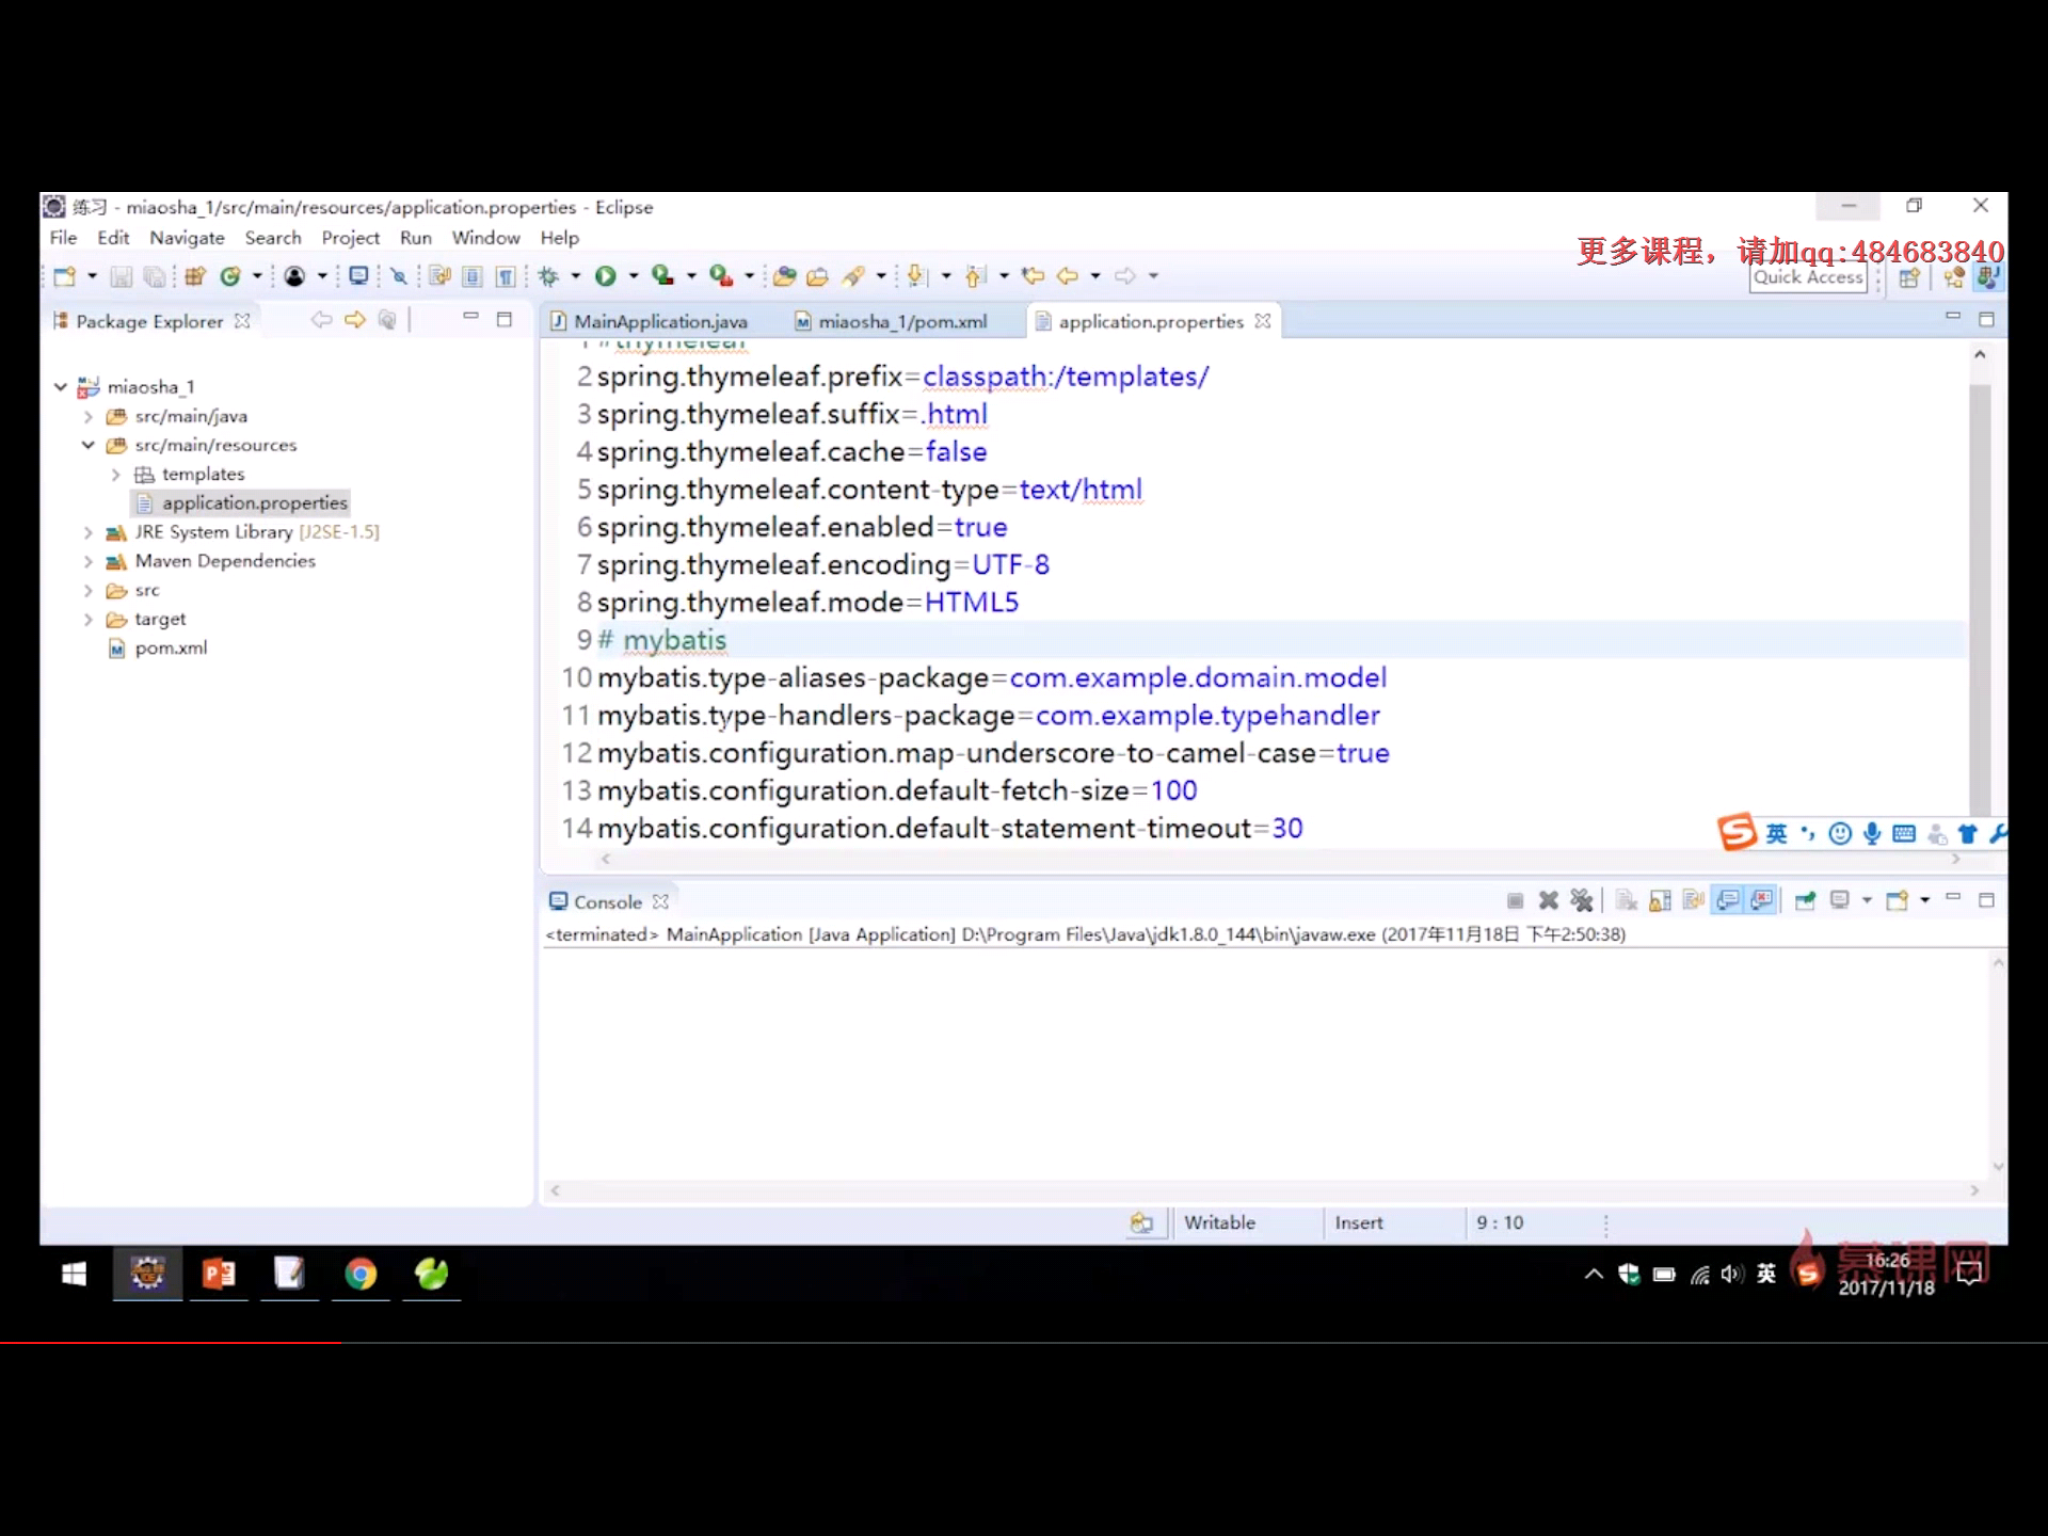 练习 - miaosha_1/src/main/resources/application.properties - Eclipse
File Edit Navigate Search Project Run Window Help
更多课程，请加qq:484683840
Quick Access
Package Explorer
MainApplication.java miaosha_1/pom.xml application.properties
miaosha_1
src/main/java
src/main/resources
templates
application.properties
JRE System Library [J2SE-1.5]
Maven Dependencies
src
target
pom.xml
1 #thymeleaf
2 spring.thymeleaf.prefix=classpath:/templates/
3 spring.thymeleaf.suffix=.html
4 spring.thymeleaf.cache=false
5 spring.thymeleaf.content-type=text/html
6 spring.thymeleaf.enabled=true
7 spring.thymeleaf.encoding=UTF-8
8 spring.thymeleaf.mode=HTML5
9 # mybatis
10 mybatis.type-aliases-package=com.example.domain.model
11 mybatis.type-handlers-package=com.example.typehandler
12 mybatis.configuration.map-underscore-to-camel-case=true
13 mybatis.configuration.default-fetch-size=100
14 mybatis.configuration.default-statement-timeout=30
英
Console
<terminated> MainApplication [Java Application] D:\Program Files\Java\jdk1.8.0_144\bin\javaw.exe (2017年11月18日 下午2:50:38)
Writable Insert 9 : 10
英
慕课网
16:26
2017/11/18